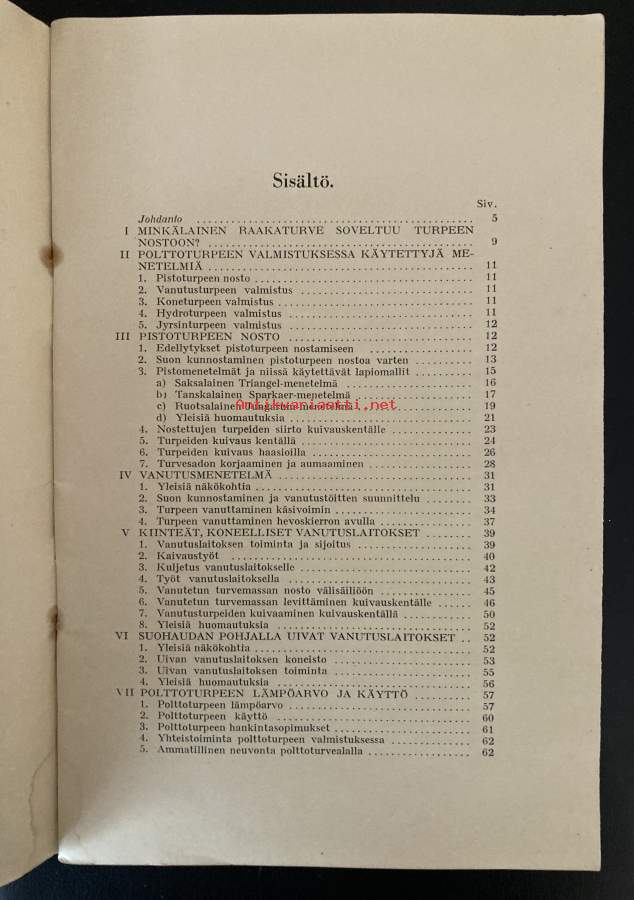 Sisältö.
Siv.
Johdanto ........ 5
I MINKÄLAINEN RAAKATURVE SOVELTUU TURPEEN
NOSTOON? ........ 9
II POLTTOTURPEEN VALMISTUKSESSA KÄYTETTYJÄ ME-
NETELMIÄ ........ 11
1. Pistoturpeen nosto ........ 11
2. Vanutusturpeen valmistus ........ 11
3. Koneturpeen valmistus ........ 11
4. Hydroturpeen valmistus ........ 11
5. Jyrsinturpeen valmistus ........ 12
III PISTOTURPEEN NOSTO ........ 12
1. Edellytykset pistoturpeen nostamiseen ........ 12
2. Suon kunnostaminen pistoturpeen nostoa varten ........ 13
3. Pistomenetelmät ja niissä käytettävät lapiomallit ........ 15
a) Saksalainen Triangel-menetelmä ........ 16
b) Tanskalainen Sparkaer-menetelmä ........ 17
Antikvariaatti.net
c) Ruotsalainen menetelmä ........ 19
d) Yleisiä huomautuksia ........ 21
4. Nostettujen turpeiden siirto kuivauskentälle ........ 23
5. Turpeiden kuivaus kentällä ........ 24
6. Turpeiden kuivaus haasioilla ........ 26
7. Turvesadon korjaaminen ja aumaaminen ........ 28
IV VANUTUSMENETELMÄ ........ 31
1. Yleisiä näkökohtia ........ 31
2. Suon kunnostaminen ja vanutustöitten suunnittelu ........ 33
3. Turpeen vanuttaminen käsivoimin ........ 34
4. Turpeen vanuttaminen hevoskierron avulla ........ 37
V KIINTEÄT, KONEELLISET VANUTUSLAITOKSET ........ 39
1. Vanutuslaitoksen toiminta ja sijoitus ........ 39
2. Kaivaustyöt ........ 40
3. Kuljetus vanutuslaitokselle ........ 42
4. Työt vanutuslaitoksella ........ 43
5. Vanutetun turvemassan nosto välisäiliöön ........ 45
6. Vanutetun turvemassan levittäminen kuivauskentälle ........ 46
7. Vanutusturpeiden kuivaaminen kuivauskentällä ........ 50
8. Yleisiä huomautuksia ........ 52
VI SUOHAUDAN POHJALLA UIVAT VANUTUSLAITOKSET .. 52
1. Yleisiä näkökohtia ........ 52
2. Uivan vanutuslaitoksen koneisto ........ 53
3. Uivan vanutuslaitoksen toiminta ........ 55
4. Yleisiä huomautuksia ........ 56
VII POLTTOTURPEEN LÄMPÖARVO JA KÄYTTÖ ........ 57
1. Polttoturpeen lämpöarvo ........ 57
2. Polttoturpeen käyttö ........ 60
3. Polttoturpeen hankintasopimukset ........ 61
4. Yhteistoiminta polttoturpeen valmistuksessa ........ 62
5. Ammatillinen neuvonta polttoturvealalla ........ 62